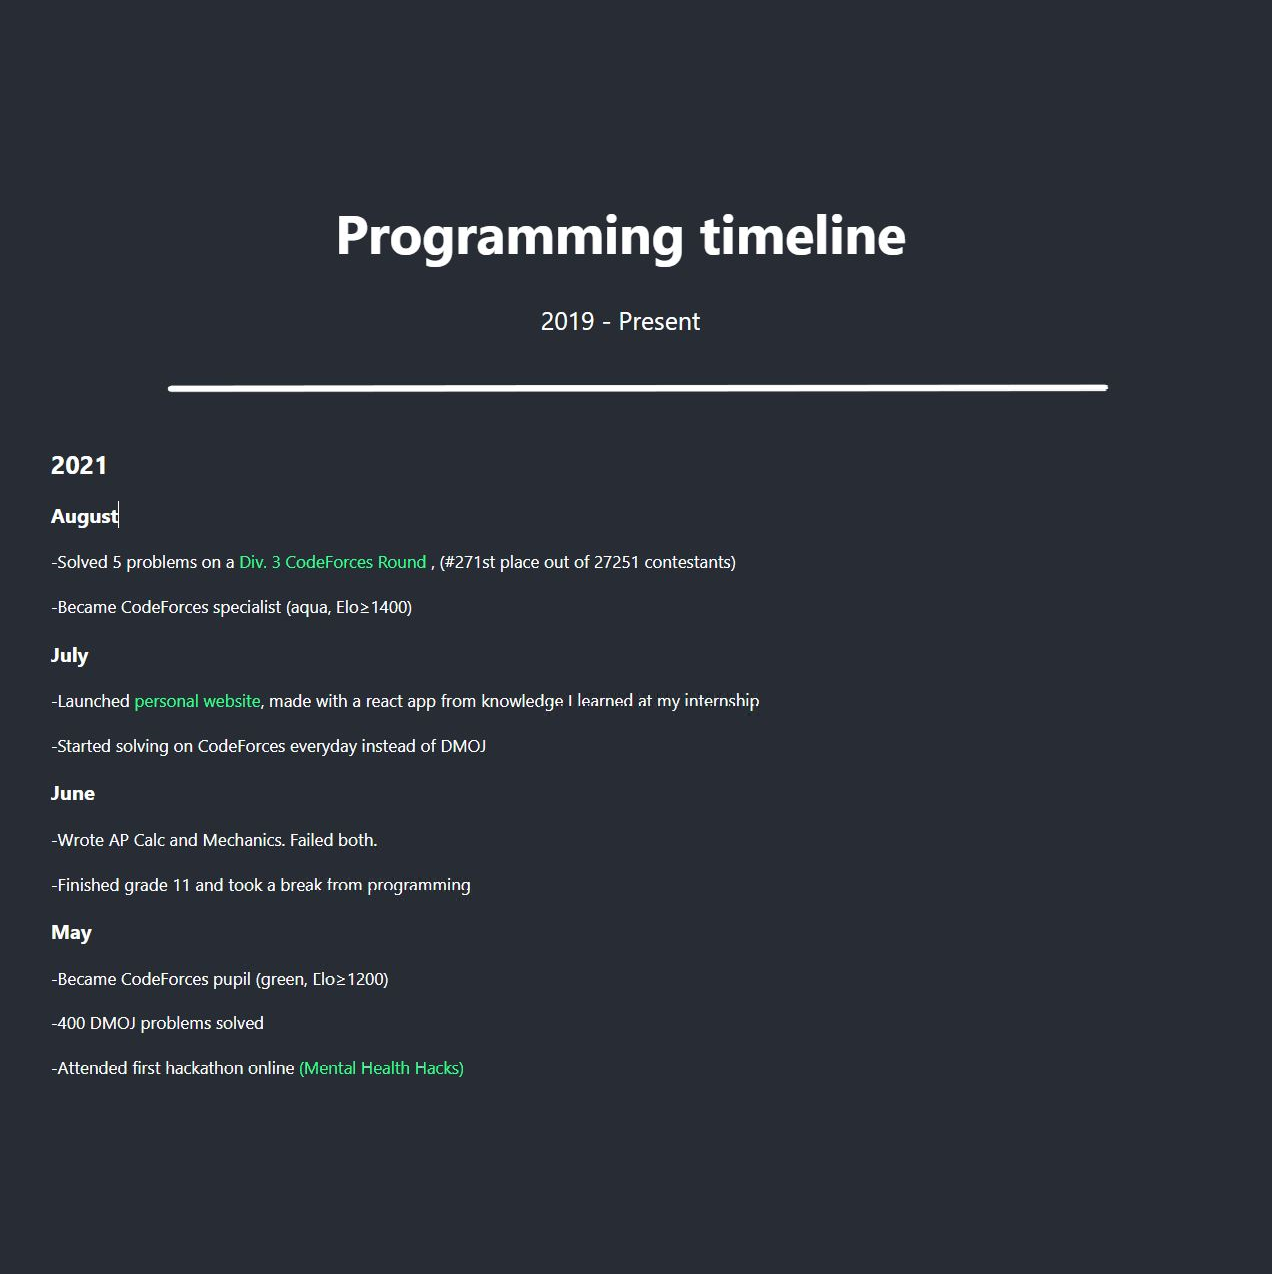 Programming timeline
2019 - Present
2021
August
-Solved 5 problems on a Div. 3 CodeForces Round , (#271st place out of 27251 contestants)
-Became CodeForces specialist (aqua, Elo≥1400)
July
-Launched personal website, made with a react app from knowledge I learned at my internship
-Started solving on CodeForces everyday instead of DMOJ
June
-Wrote AP Calc and Mechanics. Failed both.
-Finished grade 11 and took a break from programming
May
-Became CodeForces pupil (green, Elo≥1200)
-400 DMOJ problems solved
-Attended first hackathon online (Mental Health Hacks)